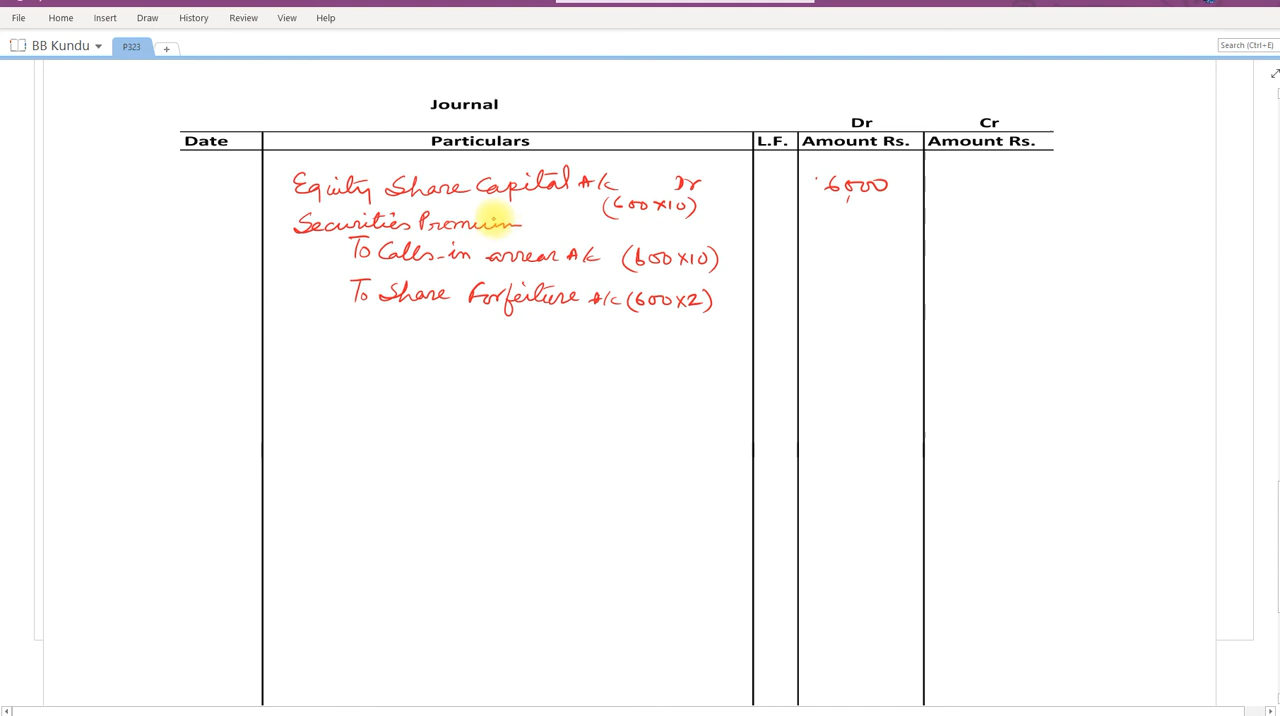 File Home Insert Draw History Review View Help
BB Kundu P323 + Search (Ctrl+E)
Journal
Dr Cr
Date Particulars L.F. Amount Rs. Amount Rs.
Equity Share Capital A/c Dr 6,000
(600×10)
Securities Premium
To Calls-in arrear A/c (600×10)
To Share Forfeiture A/c (600×2)